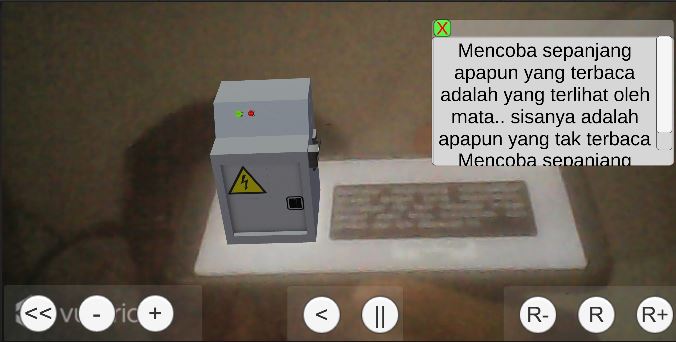 X
Mencoba sepanjang
apapun yang terbaca
adalah yang terlihat oleh
mata.. sisanya adalah
apapun yang tak terbaca
Mencoba sepanjang
<< - + < || R- R R+